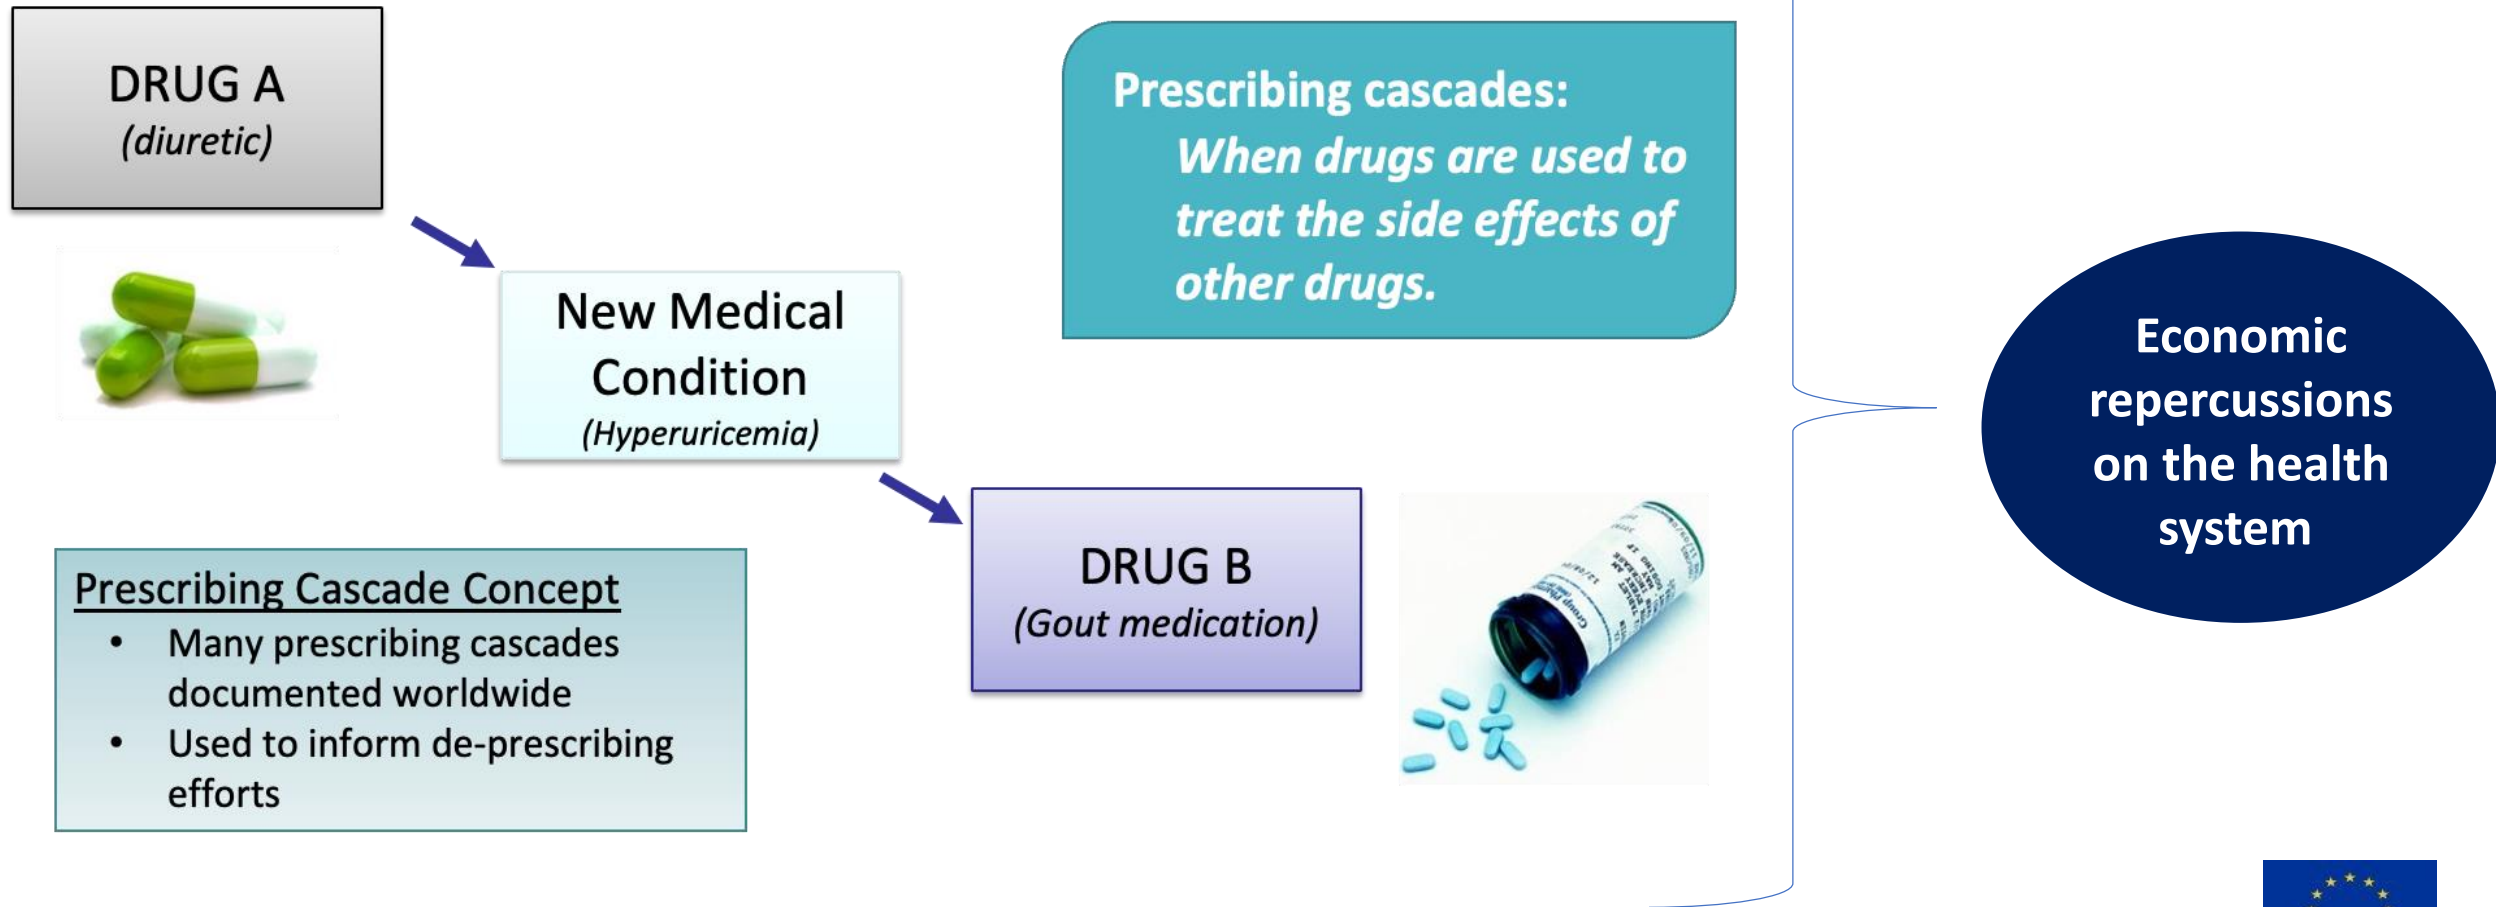 DRUG A
(diuretic)
Prescribing cascades:
When drugs are used to
treat the side effects of
other drugs.
New Medical
Condition
(Hyperuricemia)
Economic
repercussions
on the health
system
DRUG B
(Gout medication)
Prescribing Cascade Concept
• Many prescribing cascades
documented worldwide
• Used to inform de-prescribing
efforts